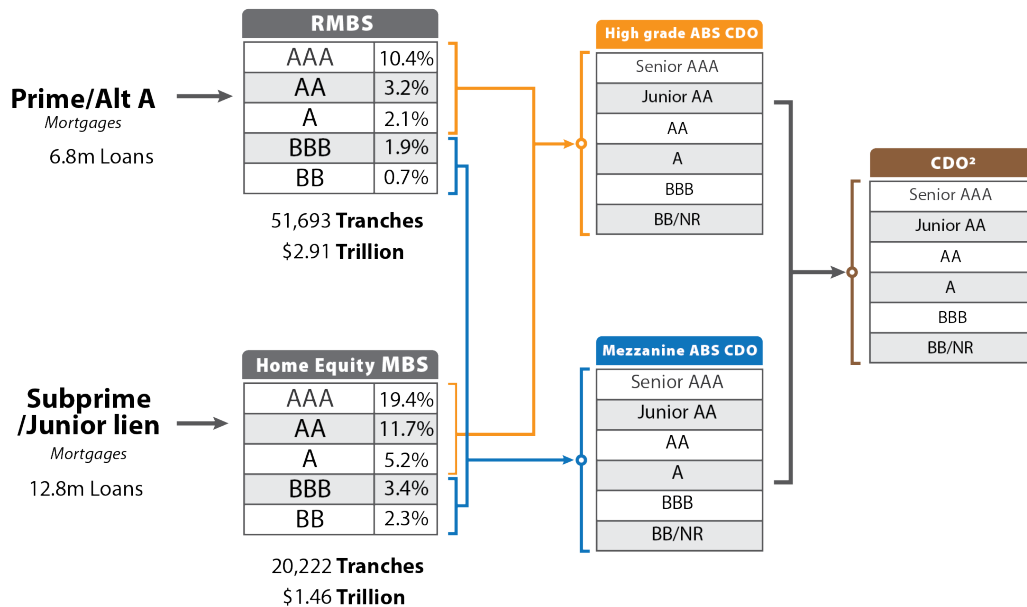 Prime/Alt A
Mortgages
6.8m Loans
RMBS
AAA 10.4%
AA 3.2%
A 2.1%
BBB 1.9%
BB 0.7%
51,693 Tranches
$2.91 Trillion
Subprime
/Junior lien
Mortgages
12.8m Loans
Home Equity MBS
AAA 19.4%
AA 11.7%
A 5.2%
BBB 3.4%
BB 2.3%
20,222 Tranches
$1.46 Trillion
High grade ABS CDO
Senior AAA
Junior AA
AA
A
BBB
BB/NR
Mezzanine ABS CDO
Senior AAA
Junior AA
AA
A
BBB
BB/NR
CDO²
Senior AAA
Junior AA
AA
A
BBB
BB/NR